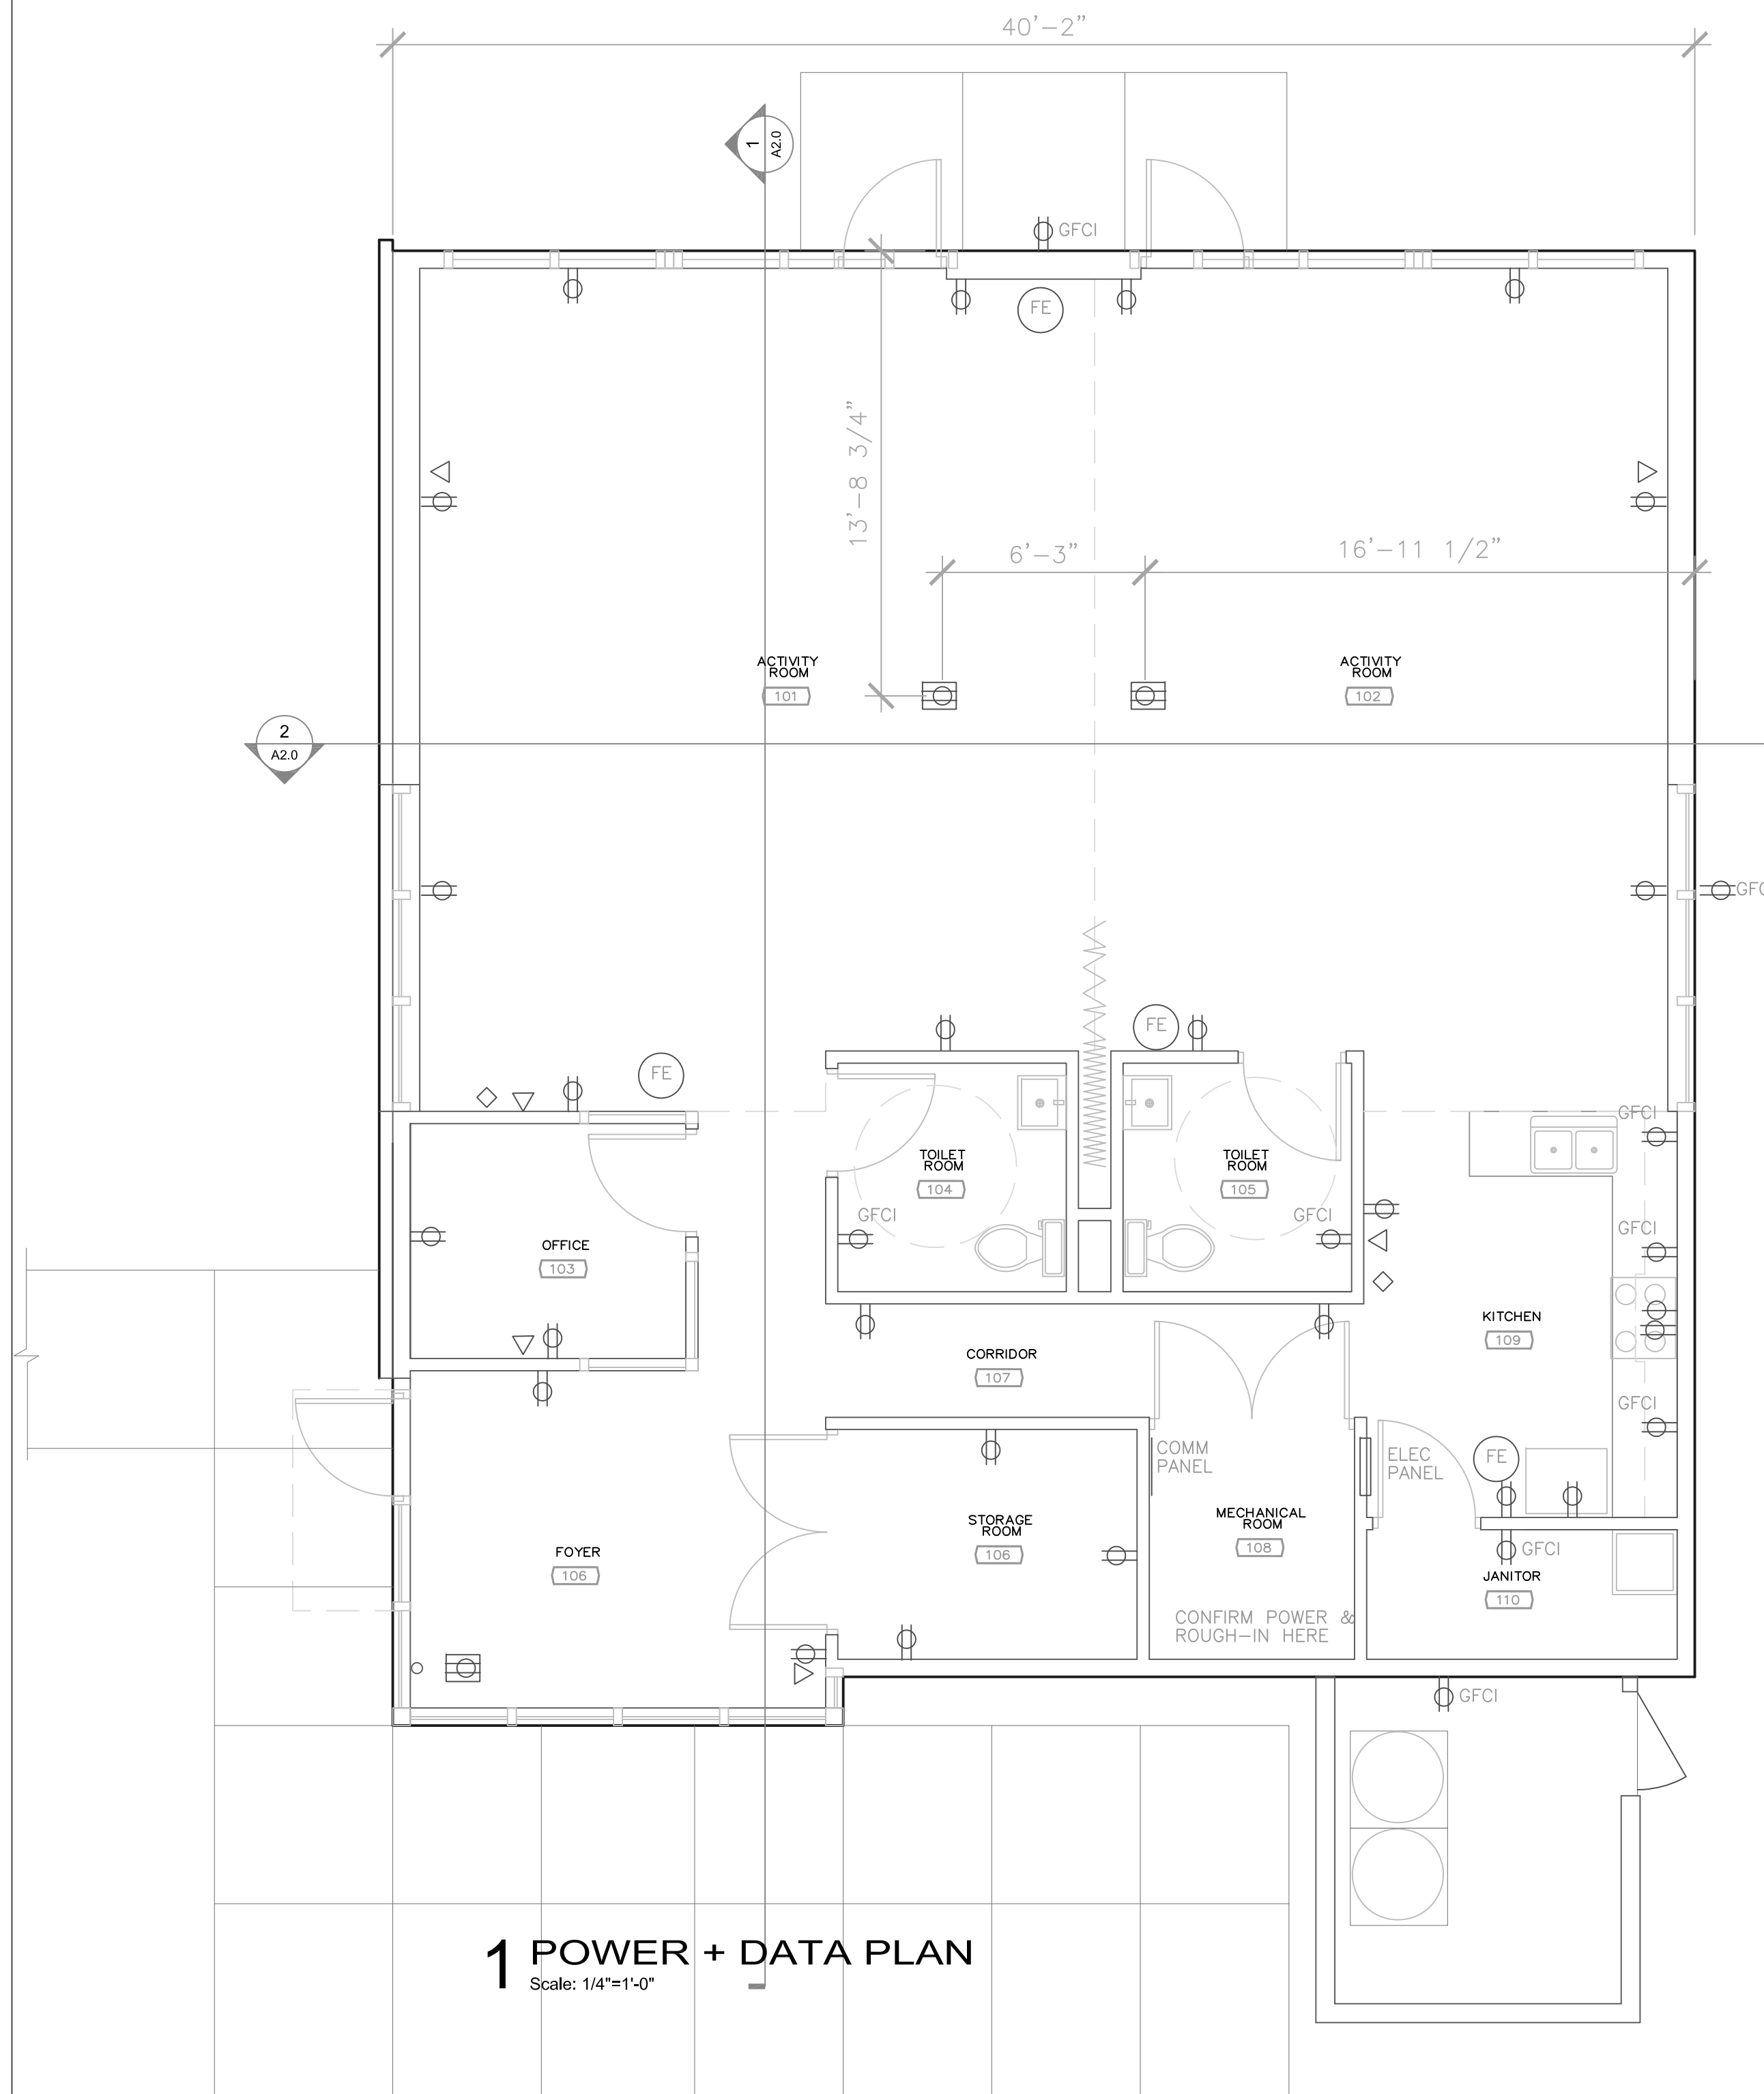 40'-2"
1
A2.0
GFCI
FE
13'-8 3/4"
6'-3"
16'-11 1/2"
ACTIVITY
ROOM
101
ACTIVITY
ROOM
102
2
A2.0
GFC
FE
FE
GFCI
TOILET
ROOM
104
TOILET
ROOM
105
GFCI
GFCI
GFCI
OFFICE
103
KITCHEN
109
CORRIDOR
107
GFCI
COMM
PANEL
ELEC
PANEL
FE
STORAGE
ROOM
106
MECHANICAL
ROOM
108
FOYER
106
GFCI
JANITOR
110
CONFIRM POWER &
ROUGH-IN HERE
GFCI
1 POWER + DATA PLAN
Scale: 1/4"=1'-0"